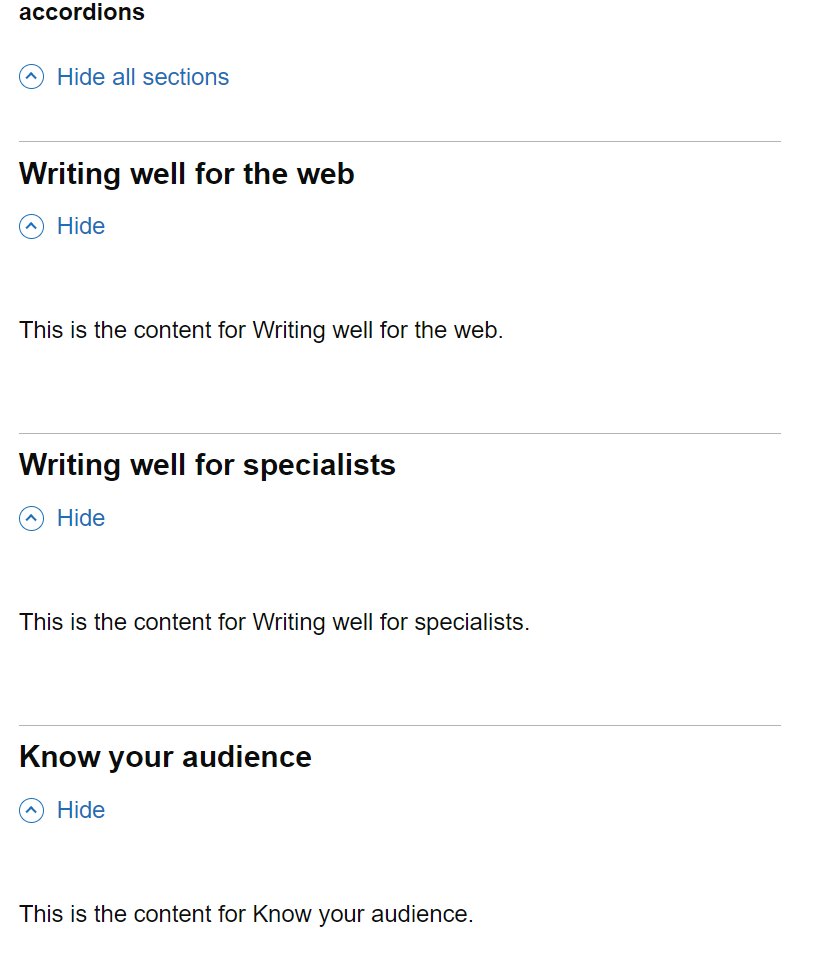 accordions
Hide all sections
Writing well for the web
Hide
This is the content for Writing well for the web.
Writing well for specialists
Hide
This is the content for Writing well for specialists.
Know your audience
Hide
This is the content for Know your audience.